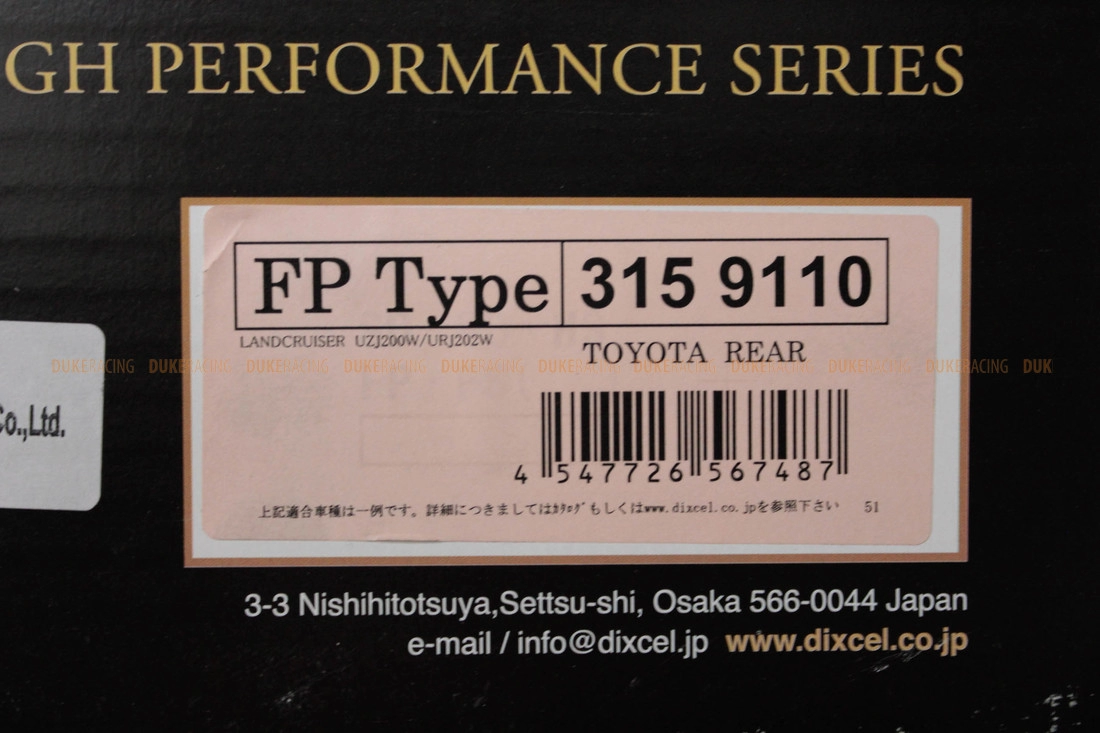 GH PERFORMANCE SERIES
FP Type 315 9110
LANDCRUISER UZJ200W/URJ202W
TOYOTA REAR
DUKERACING DUKERACING DUKERACING DUKERACING DUKERACING DUKERACING DUKERACING DUKERACING DUKERACING DUKERACING DUK
Co.,Ltd.
4 547726 567487
上記適合車種は一例です。詳細につきましてはｶﾀﾛｸﾞもしくはwww.dixcel.co.jpを参照下さい 51
3-3 Nishihitotsuya,Settsu-shi, Osaka 566-0044 Japan
e-mail / info@dixcel.jp www.dixcel.co.jp